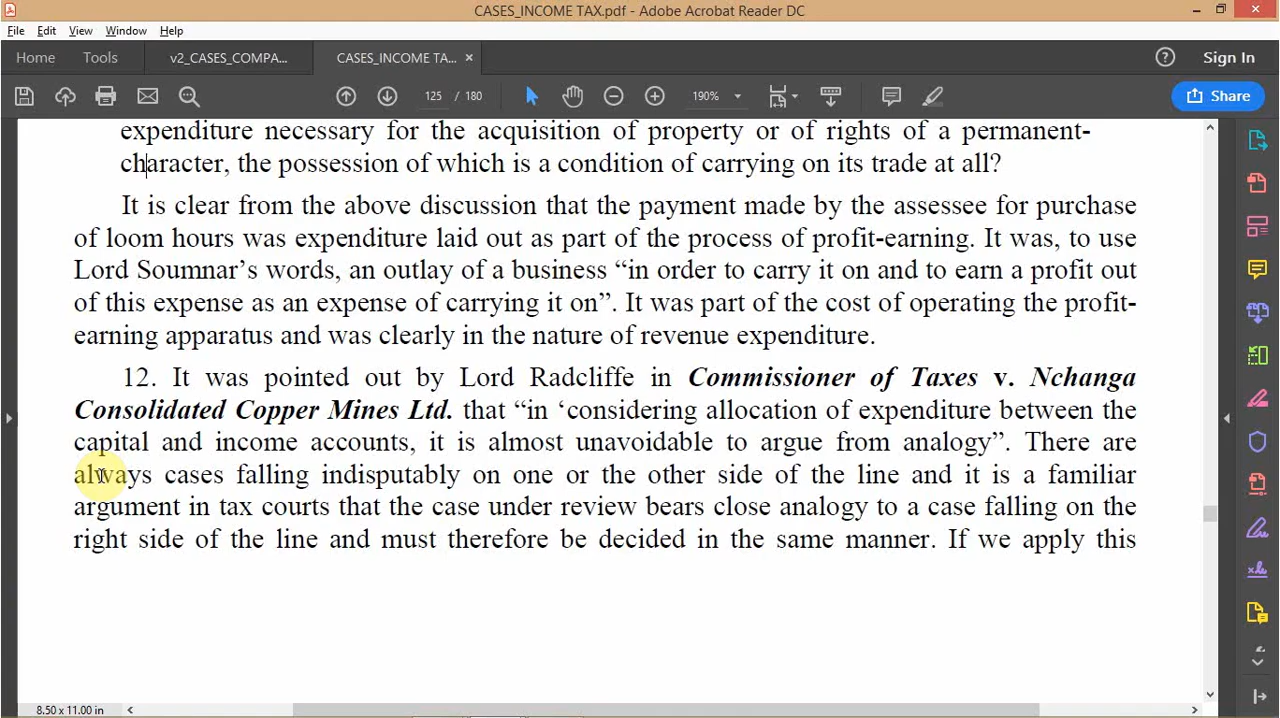 CASES_INCOME TAX.pdf - Adobe Acrobat Reader DC
File Edit View Window Help
Home Tools v2_CASES_COMPA... CASES_INCOME TA... × Sign In
125 / 180 190% Share
expenditure necessary for the acquisition of property or of rights of a permanent-
character, the possession of which is a condition of carrying on its trade at all?
It is clear from the above discussion that the payment made by the assessee for purchase
of loom hours was expenditure laid out as part of the process of profit-earning. It was, to use
Lord Soumnar’s words, an outlay of a business “in order to carry it on and to earn a profit out
of this expense as an expense of carrying it on”. It was part of the cost of operating the profit-
earning apparatus and was clearly in the nature of revenue expenditure.
12. It was pointed out by Lord Radcliffe in Commissioner of Taxes v. Nchanga
Consolidated Copper Mines Ltd. that “in ‘considering allocation of expenditure between the
capital and income accounts, it is almost unavoidable to argue from analogy”. There are
always cases falling indisputably on one or the other side of the line and it is a familiar
argument in tax courts that the case under review bears close analogy to a case falling on the
right side of the line and must therefore be decided in the same manner. If we apply this
8.50 x 11.00 in